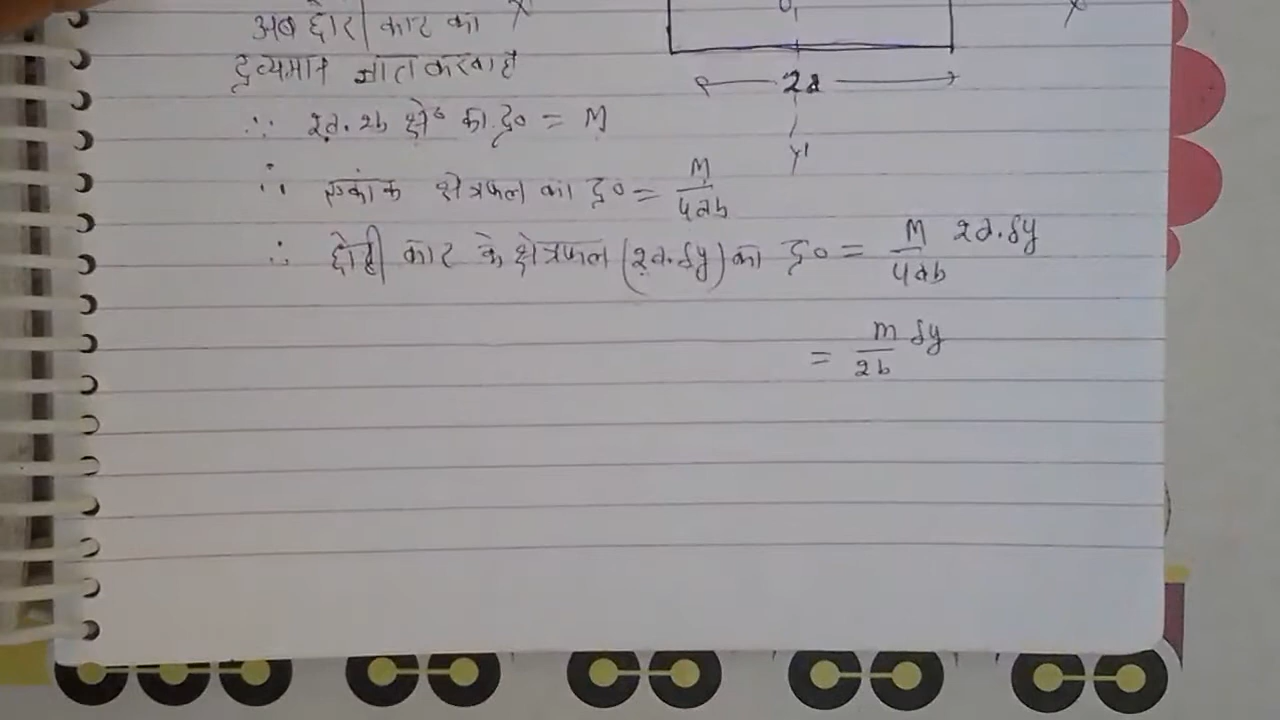 अब छोटी काट का X'
द्रव्यमान ज्ञात करना है
O,
X
2a
∵ 2a.2b क्षे० का द्र० = M
Y'
∴ एकांक क्षेत्रफल का द्र० = M/4ab
∴ छोटी काट के क्षेत्रफल (2a.δy) का द्र० = M/4ab 2a.δy
= m/2b δy